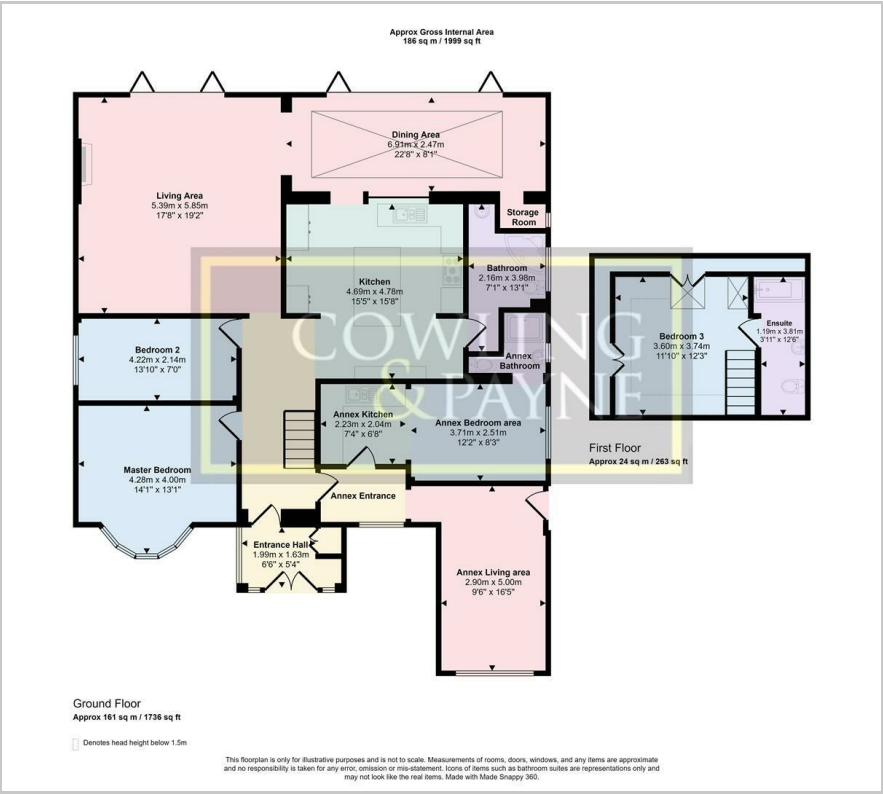 Approx Gross Internal Area
186 sq m / 1999 sq ft
Dining Area
6.91m x 2.47m
22'8" x 8'1"
Living Area
5.39m x 5.85m
17'8" x 19'2"
Storage
Room
Bathroom
2.16m x 3.98m
7'1" x 13'1"
Kitchen
4.69m x 4.78m
15'5" x 15'8"
COWLING
& PAYNE
Bedroom 2
4.22m x 2.14m
13'10" x 7'0"
Annex
Bathroom
Annex Kitchen
2.23m x 2.04m
7'4" x 6'8"
Annex Bedroom area
3.71m x 2.51m
12'2" x 8'3"
Master Bedroom
4.28m x 4.00m
14'1" x 13'1"
Annex Entrance
Entrance Hall
1.99m x 1.63m
6'6" x 5'4"
Annex Living area
2.90m x 5.00m
9'6" x 16'5"
Bedroom 3
3.60m x 3.74m
11'10" x 12'3"
Ensuite
1.19m x 3.81m
3'11" x 12'6"
First Floor
Approx 24 sq m / 263 sq ft
Ground Floor
Approx 161 sq m / 1736 sq ft
Denotes head height below 1.5m
This floorplan is only for illustrative purposes and is not to scale. Measurements of rooms, doors, windows, and any items are approximate
and no responsibility is taken for any error, omission or mis-statement. Icons of items such as bathroom suites are representations only and
may not look like the real items. Made with Made Snappy 360.